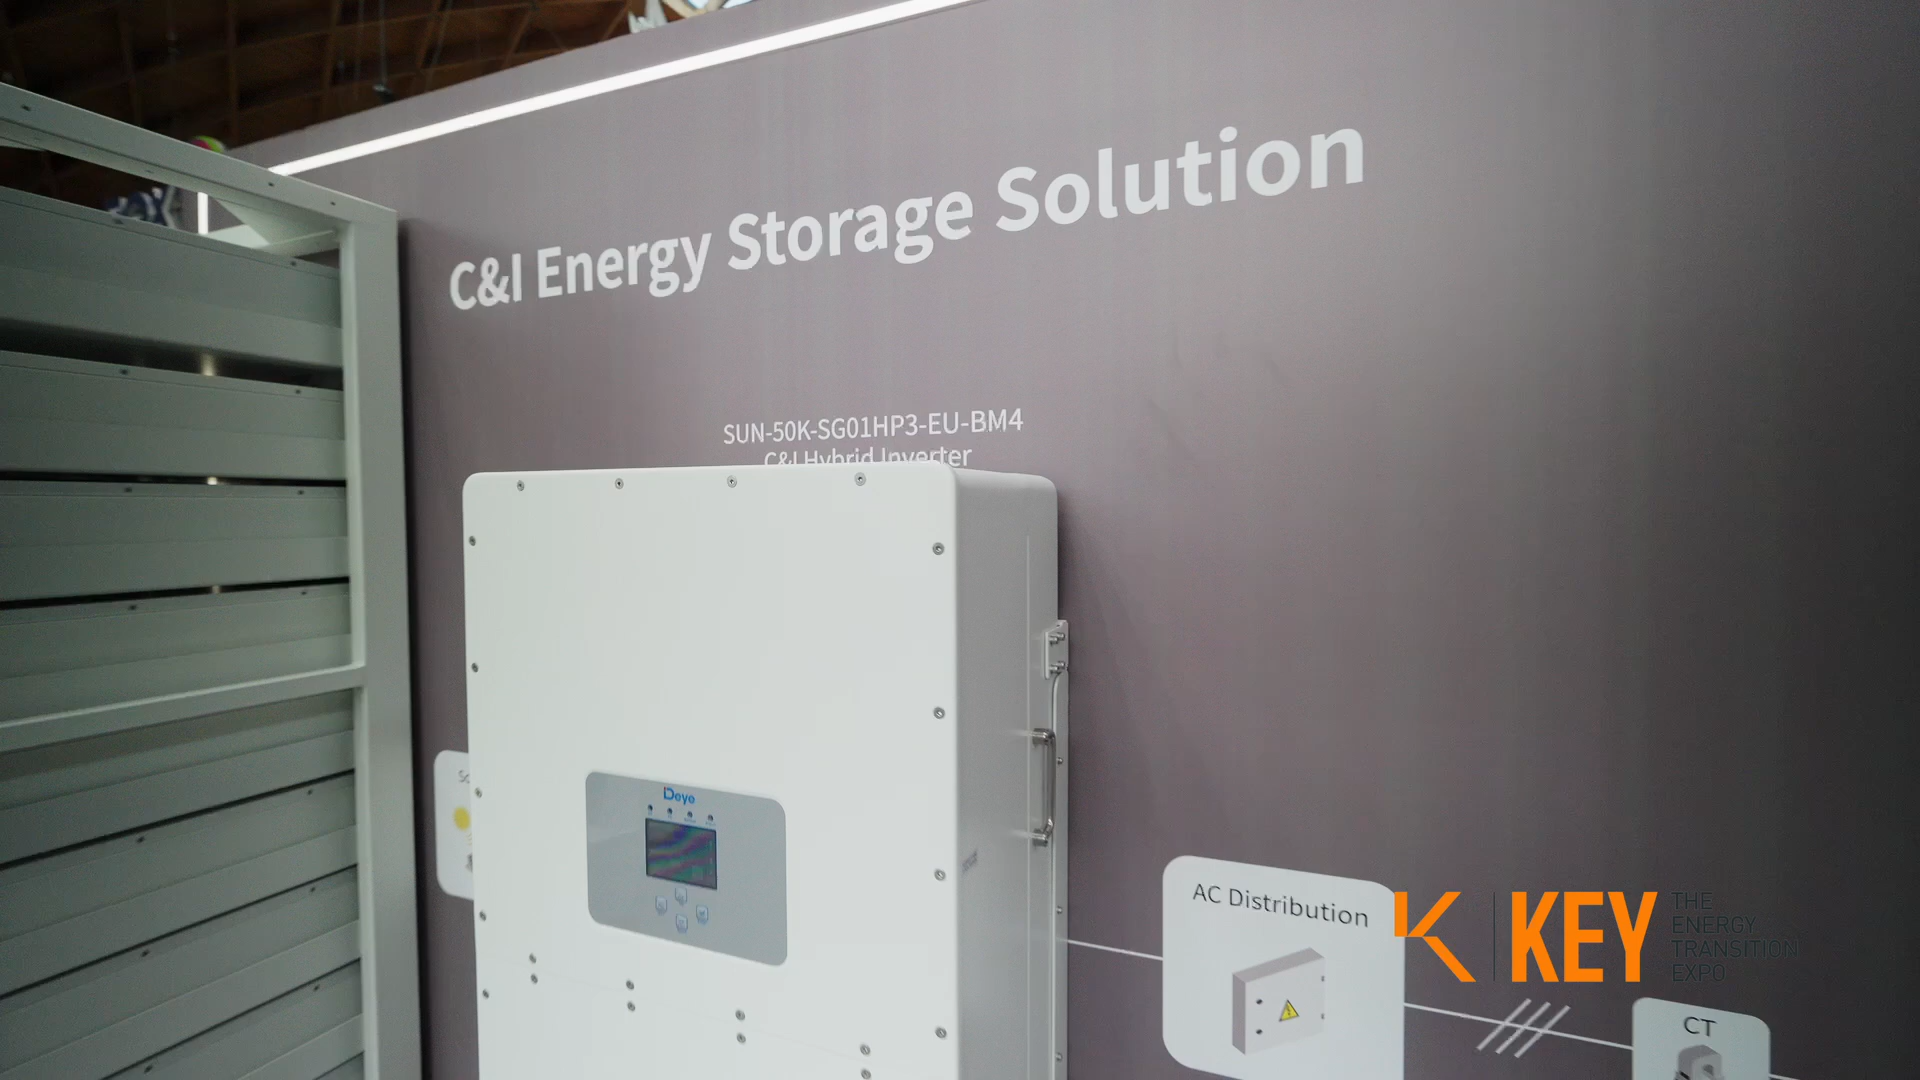 C&I Energy Storage Solution
SUN-50K-SG01HP3-EU-BM4
C&I Hybrid Inverter
Deye
AC Distribution
KEY
THE
ENERGY
TRANSITION
EXPO
CT